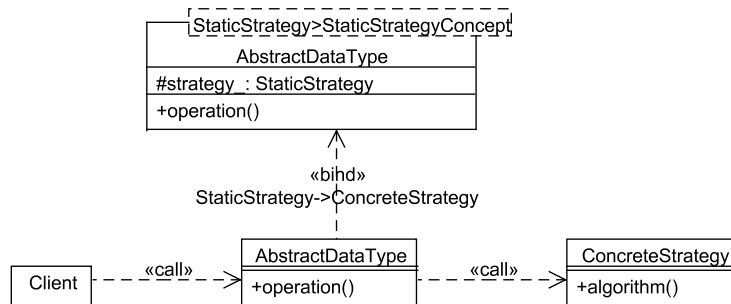 StaticStrategy>StaticStrategyConcept
AbstractDataType
#strategy_: StaticStrategy
+operation()
«bind»
StaticStrategy->ConcreteStrategy
AbstractDataType
+operation()
ConcreteStrategy
+algorithm()
Client
«call»
«call»